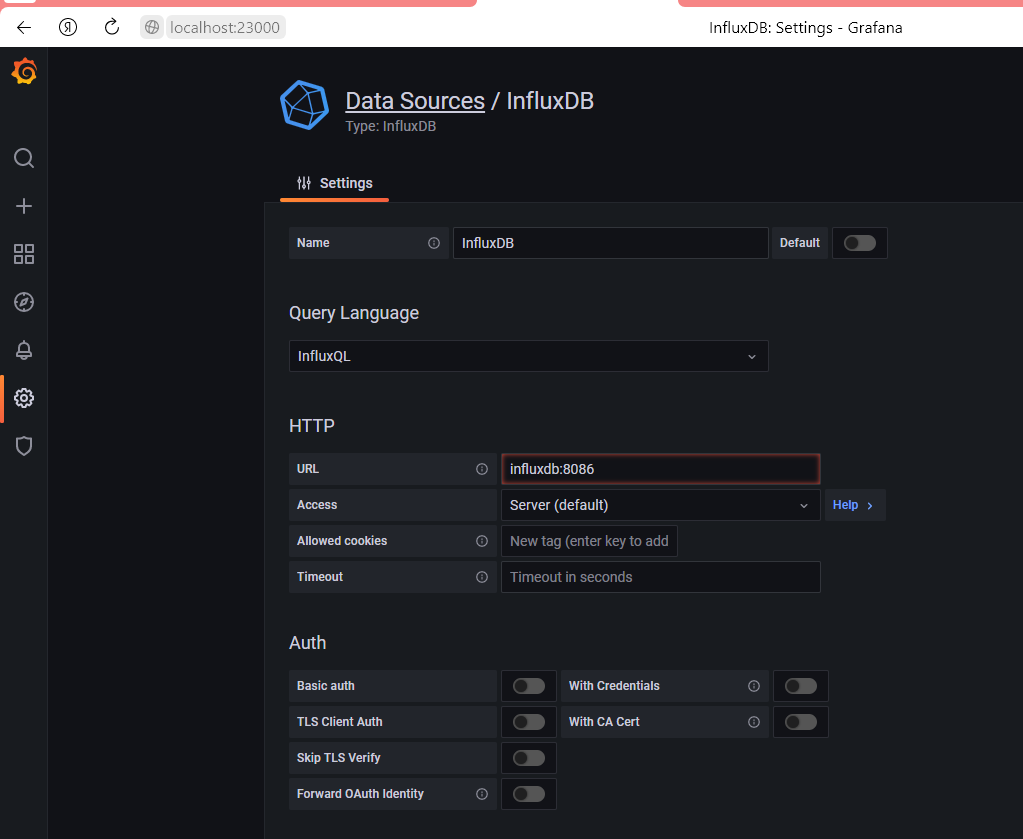 Я localhost:23000 InfluxDB: Settings - Grafana
Data Sources / InfluxDB
Type: InfluxDB
Settings
Name InfluxDB Default
Query Language
InfluxQL
HTTP
URL influxdb:8086
Access Server (default) Help
Allowed cookies New tag (enter key to add
Timeout Timeout in seconds
Auth
Basic auth With Credentials
TLS Client Auth With CA Cert
Skip TLS Verify
Forward OAuth Identity